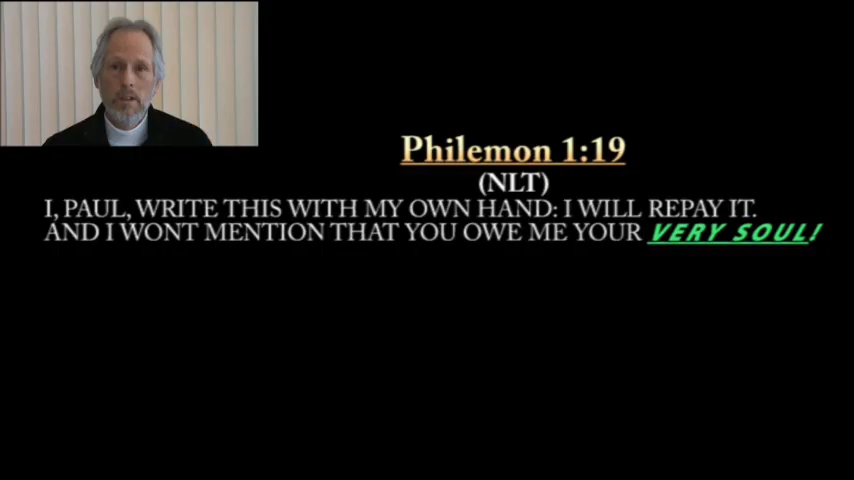 Philemon 1:19
(NLT)
I, PAUL, WRITE THIS WITH MY OWN HAND: I WILL REPAY IT.
AND I WONT MENTION THAT YOU OWE ME YOUR VERY SOUL!